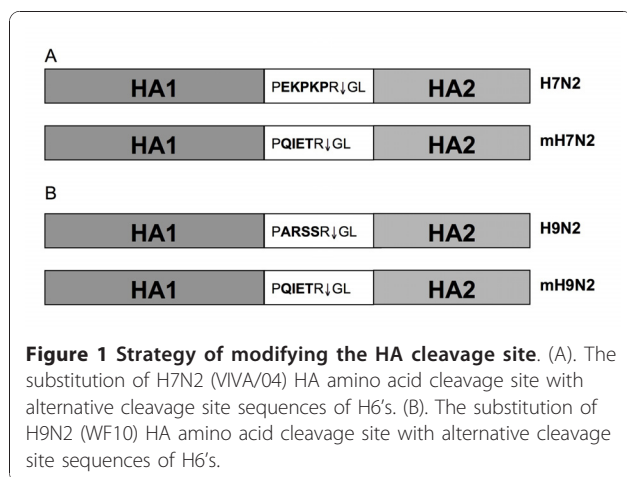 A
HA1 PEKPKPR↓GL HA2 H7N2
HA1 PQIETR↓GL HA2 mH7N2
B
HA1 PARSSR↓GL HA2 H9N2
HA1 PQIETR↓GL HA2 mH9N2
Figure 1 Strategy of modifying the HA cleavage site. (A). The
substitution of H7N2 (VIVA/04) HA amino acid cleavage site with
alternative cleavage site sequences of H6's. (B). The substitution of
H9N2 (WF10) HA amino acid cleavage site with alternative cleavage
site sequences of H6's.